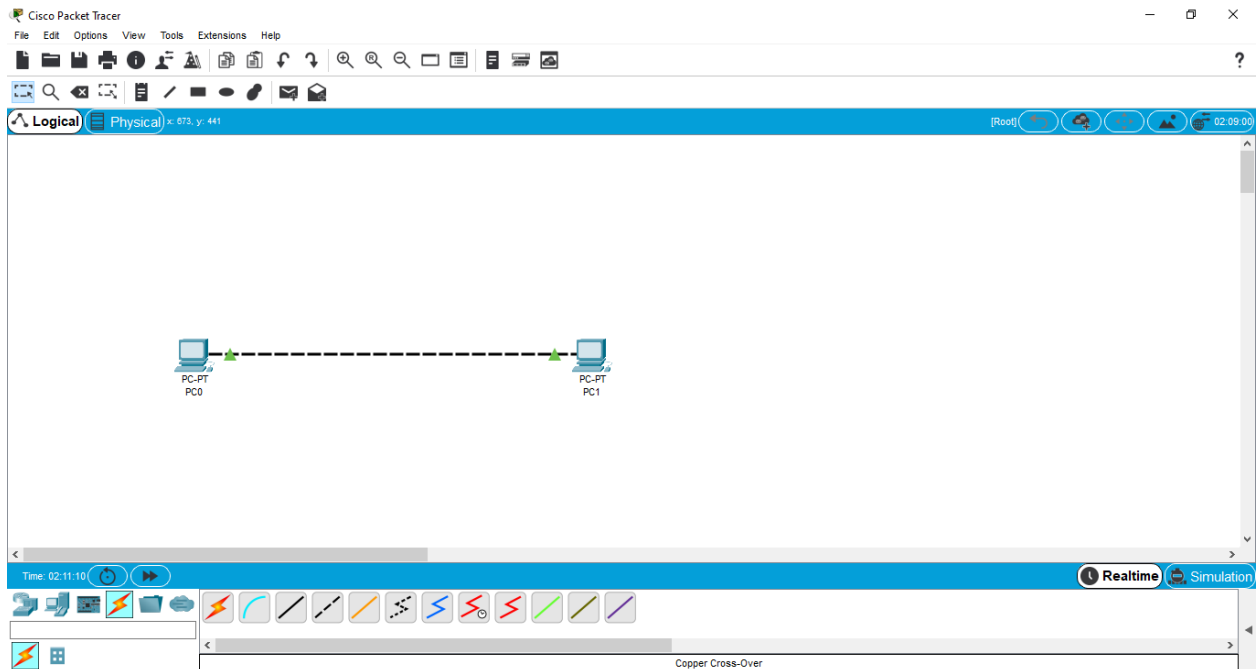 Cisco Packet Tracer
File Edit Options View Tools Extensions Help
?
Logical Physical x: 673, y: 441 [Root] 02:09:00
PC-PT
PC0
PC-PT
PC1
Time: 02:11:10 Realtime Simulation
Copper Cross-Over